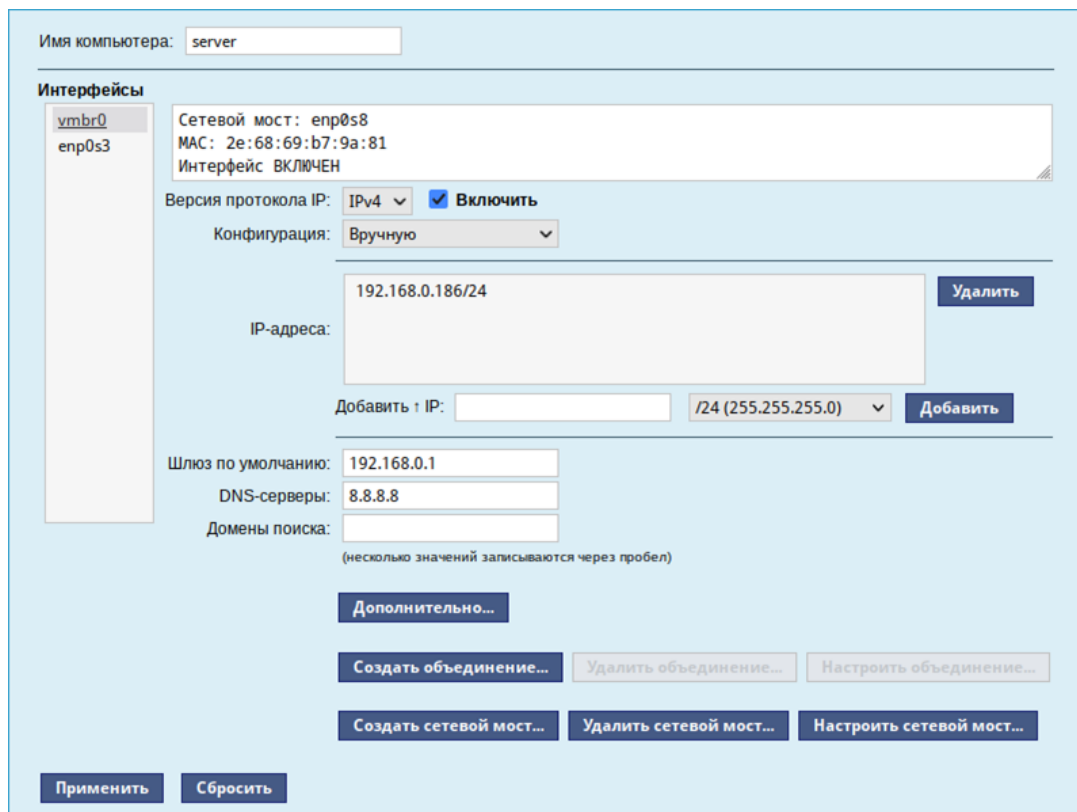 Имя компьютера: server
Интерфейсы
vmbr0
enp0s3
Сетевой мост: enp0s8
MAC: 2e:68:69:b7:9a:81
Интерфейс ВКЛЮЧЕН
Версия протокола IP: IPv4 Включить
Конфигурация: Вручную
192.168.0.186/24 Удалить
IP-адреса:
Добавить ↑ IP: /24 (255.255.255.0) Добавить
Шлюз по умолчанию: 192.168.0.1
DNS-серверы: 8.8.8.8
Домены поиска:
(несколько значений записываются через пробел)
Дополнительно...
Создать объединение... Удалить объединение... Настроить объединение...
Создать сетевой мост... Удалить сетевой мост... Настроить сетевой мост...
Применить Сбросить